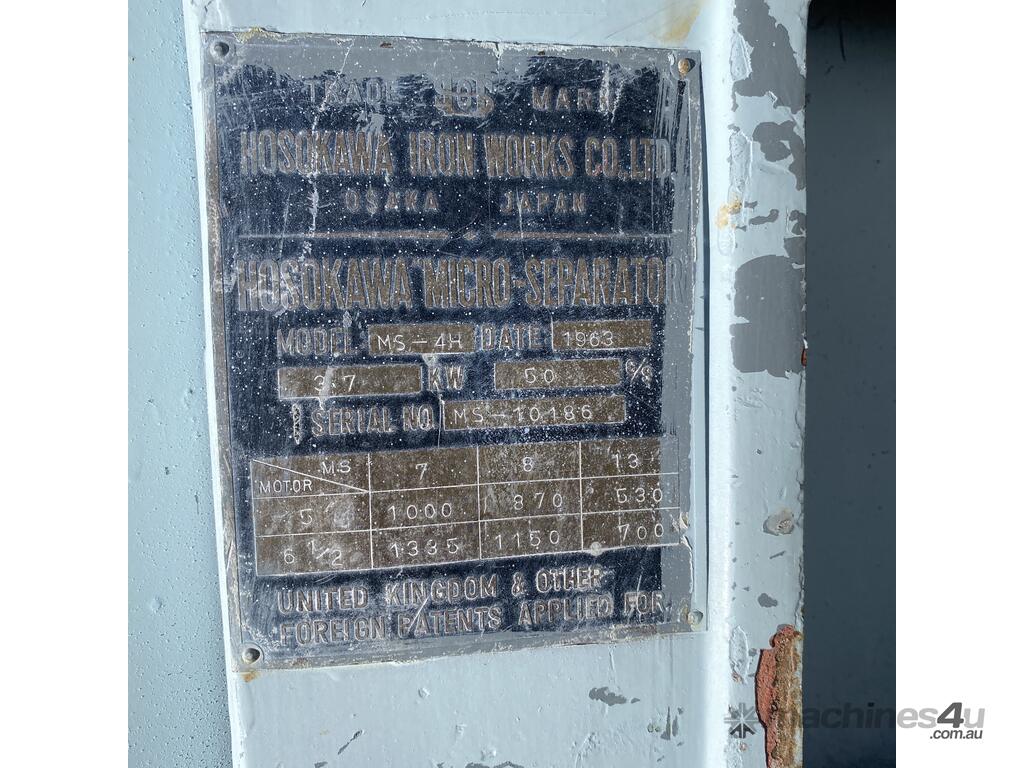 TRADE MARK
HOSOKAWA IRON WORKS CO., LTD.
OSAKA JAPAN
HOSOKAWA MICRO-SEPARATOR
MODEL MS-4H DATE 1963
3.7 KW 50
SERIAL NO. MS-10186
MS 7 8 13
MOTOR
5 1000 870 530
6 1/2 1335 1150 700
UNITED KINGDOM & OTHER
FOREIGN PATENTS APPLIED FOR
machines4u
.com.au